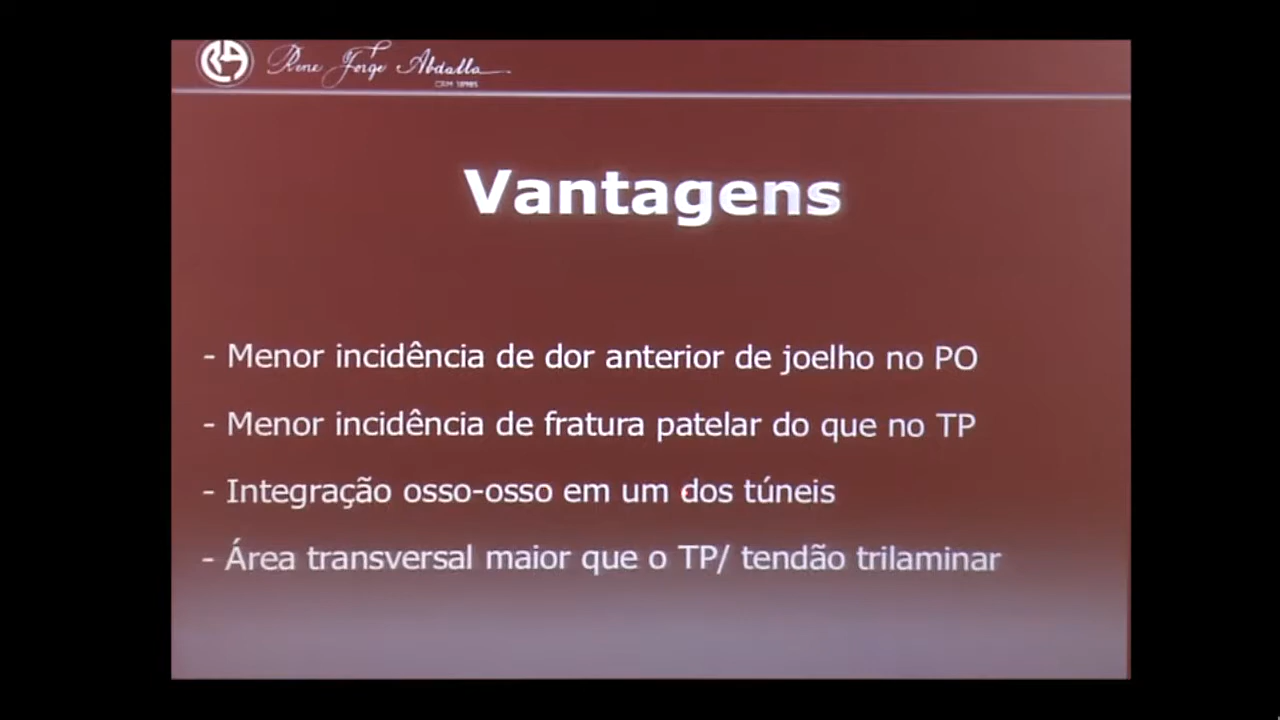 Rene Jorge Abdalla
Vantagens
- Menor incidência de dor anterior de joelho no PO
- Menor incidência de fratura patelar do que no TP
- Integração osso-osso em um dos túneis
- Área transversal maior que o TP/ tendão trilaminar